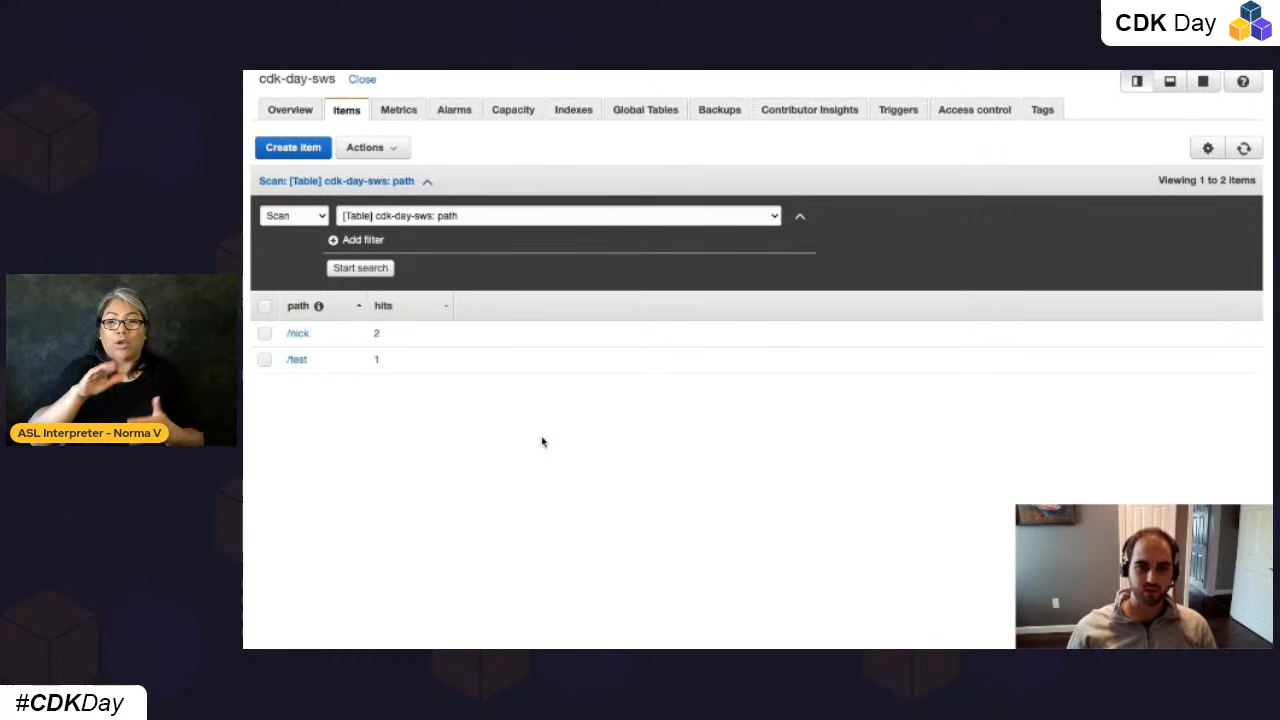 CDK Day
cdk-day-sws Close
Overview Items Metrics Alarms Capacity Indexes Global Tables Backups Contributor Insights Triggers Access control Tags
Create item Actions
Scan: [Table] cdk-day-sws: path Viewing 1 to 2 items
Scan [Table] cdk-day-sws: path
Add filter
Start search
path hits
/nick 2
/test 1
ASL Interpreter - Norma V
#CDKDay